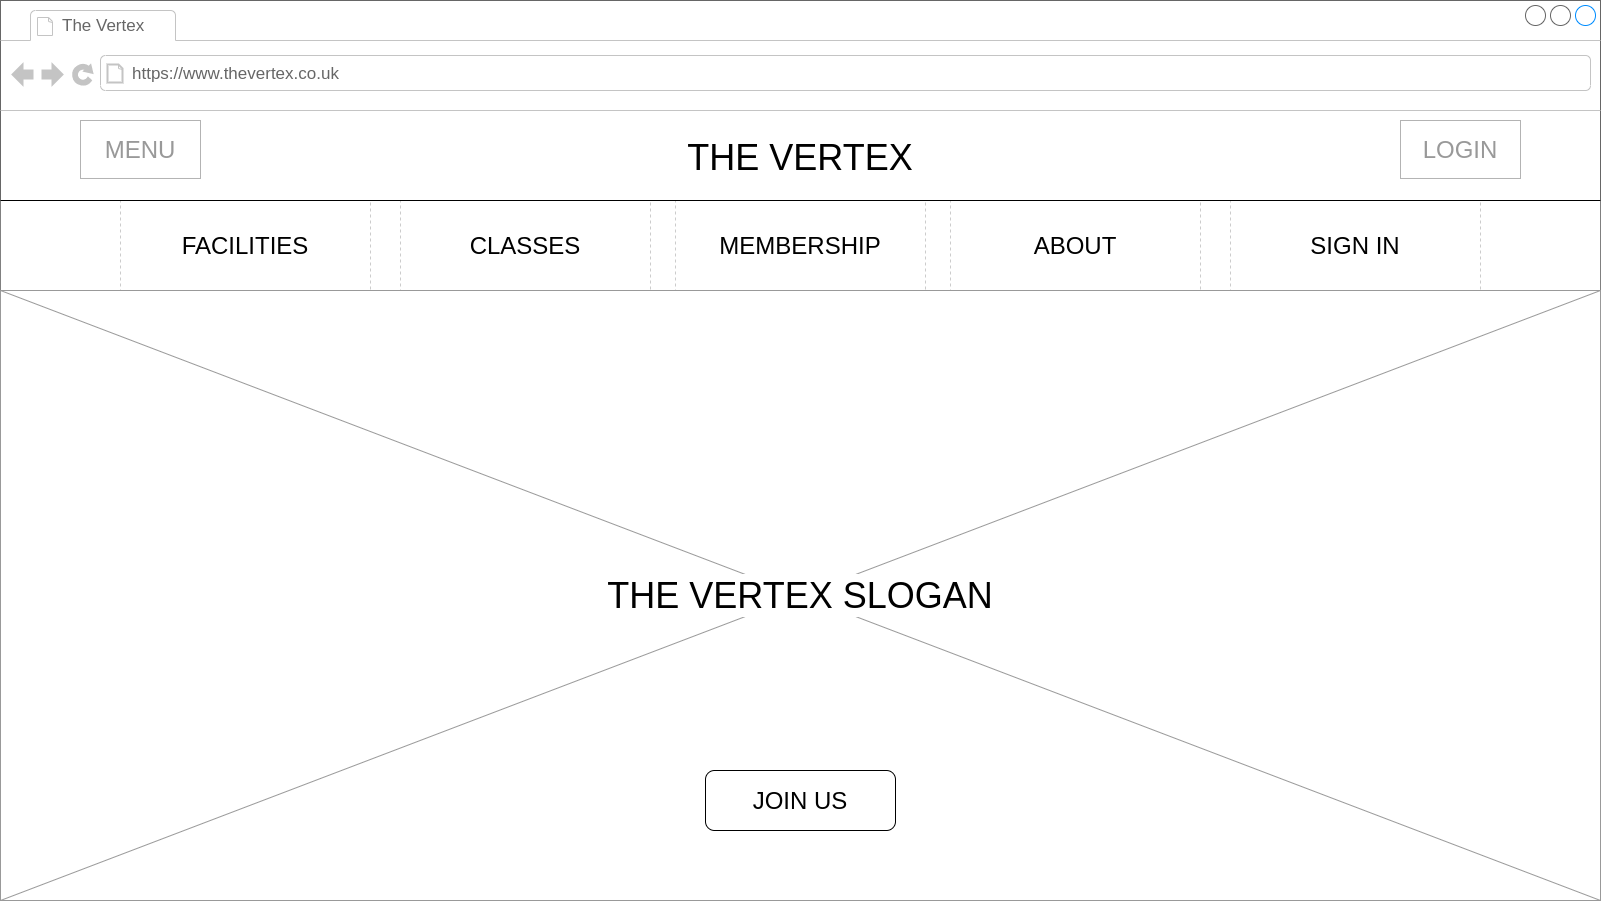 The Vertex
https://www.thevertex.co.uk
MENU
THE VERTEX
LOGIN
FACILITIES
CLASSES
MEMBERSHIP
ABOUT
SIGN IN
THE VERTEX SLOGAN
JOIN US